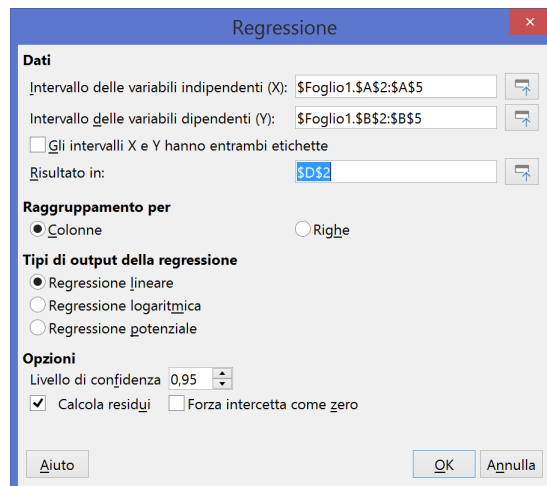 Regressione
Dati
Intervallo delle variabili indipendenti (X): $Foglio1.$A$2:$A$5
Intervallo delle variabili dipendenti (Y): $Foglio1.$B$2:$B$5
Gli intervalli X e Y hanno entrambi etichette
Risultato in: $D$2
Raggruppamento per
Colonne Righe
Tipi di output della regressione
Regressione lineare
Regressione logaritmica
Regressione potenziale
Opzioni
Livello di confidenza 0,95
Calcola residui Forza intercetta come zero
Aiuto OK Annulla